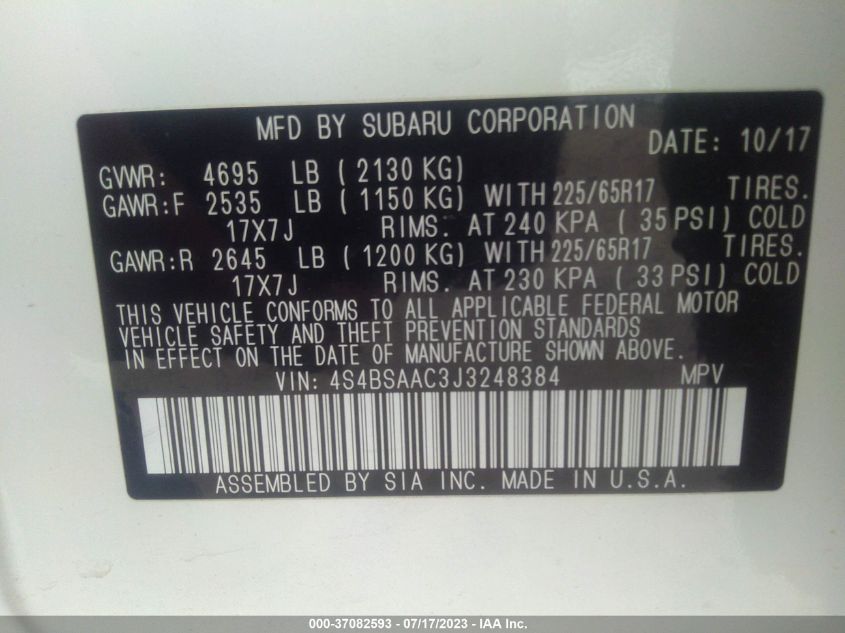 MFD BY SUBARU CORPORATION
DATE: 10/17
GVWR: 4695 LB ( 2130 KG)
GAWR:F 2535 LB ( 1150 KG) WITH 225/65R17 TIRES.
17X7J RIMS. AT 240 KPA ( 35 PSI) COLD
GAWR:R 2645 LB ( 1200 KG) WITH 225/65R17 TIRES.
17X7J RIMS. AT 230 KPA ( 33 PSI) COLD
THIS VEHICLE CONFORMS TO ALL APPLICABLE FEDERAL MOTOR
VEHICLE SAFETY AND THEFT PREVENTION STANDARDS
IN EFFECT ON THE DATE OF MANUFACTURE SHOWN ABOVE.
VIN: 4S4BSAAC3J3248384 MPV
ASSEMBLED BY SIA INC. MADE IN U.S.A.
000-37082593 - 07/17/2023 - IAA Inc.